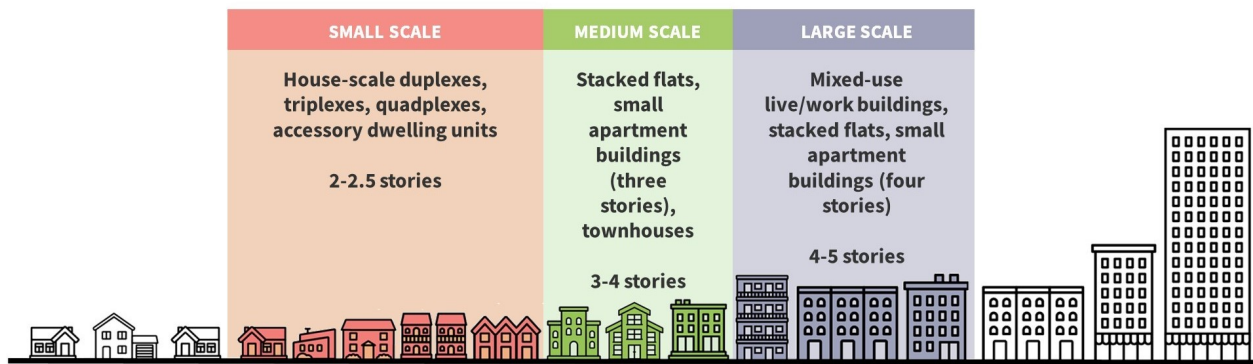 SMALL SCALE
House-scale duplexes,
triplexes, quadplexes,
accessory dwelling units
2-2.5 stories
MEDIUM SCALE
Stacked flats,
small
apartment
buildings
(three
stories),
townhouses
3-4 stories
LARGE SCALE
Mixed-use
live/work buildings,
stacked flats, small
apartment
buildings (four
stories)
4-5 stories